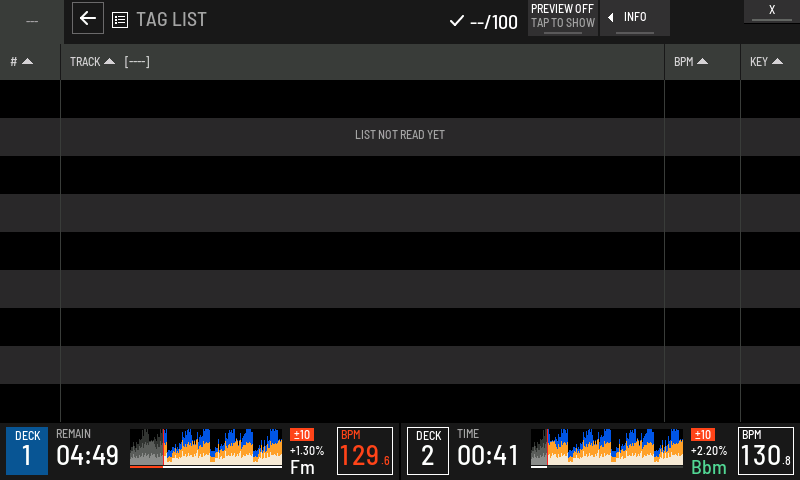 ---
TAG LIST
--/100
PREVIEW OFF
TAP TO SHOW
INFO
X
#
TRACK [----]
BPM
KEY
LIST NOT READ YET
DECK
1
REMAIN
04:49
±10
+1.30%
Fm
BPM
129.6
DECK
2
TIME
00:41
±10
+2.20%
Bbm
BPM
130.8